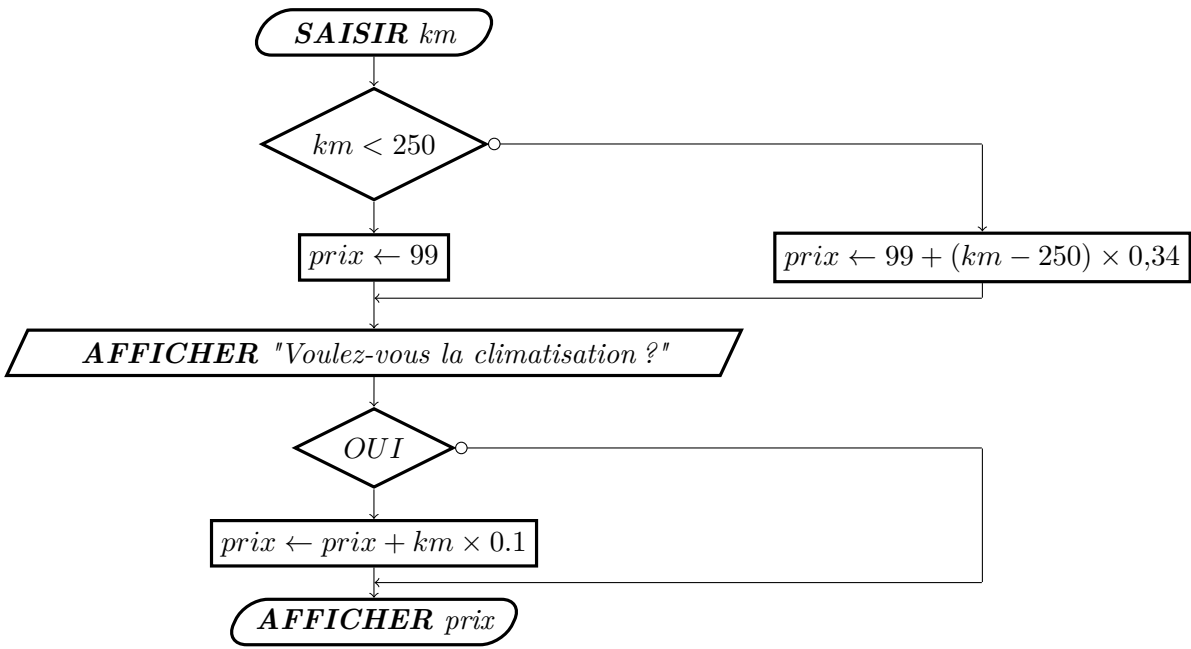 SAISIR km
km < 250
prix ← 99
prix ← 99 + (km − 250) × 0,34
AFFICHER "Voulez-vous la climatisation ?"
OUI
prix ← prix + km × 0.1
AFFICHER prix